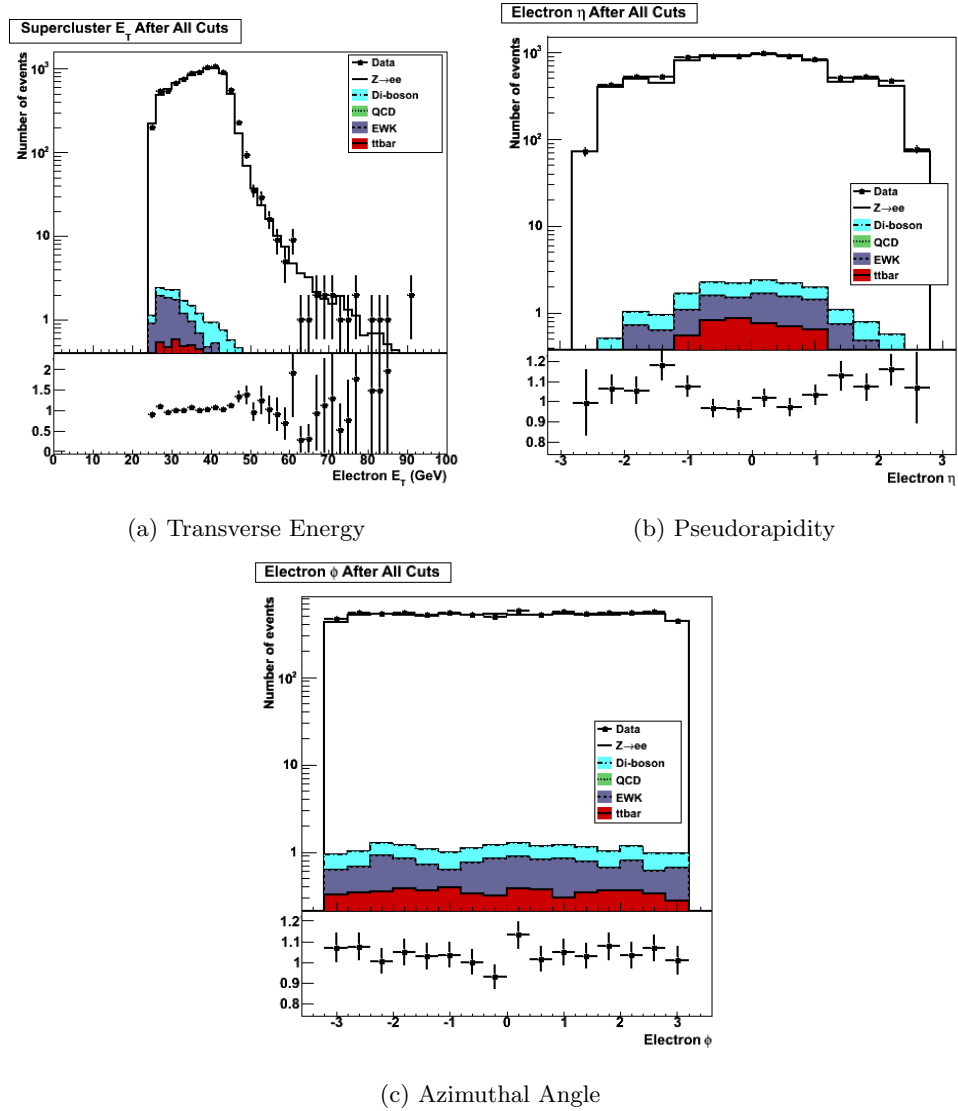 Supercluster E_T After All Cuts
Number of events
10³
10²
10
1
Data
Z→ee
Di-boson
QCD
EWK
ttbar
2
1.5
1
0.5
0
0 10 20 30 40 50 60 70 80 90 100
Electron E_T (GeV)
(a) Transverse Energy
Electron η After All Cuts
Number of events
10³
10²
10
1
Data
Z→ee
Di-boson
QCD
EWK
ttbar
1.2
1.1
1
0.9
0.8
-3 -2 -1 0 1 2 3
Electron η
(b) Pseudorapidity
Electron ϕ After All Cuts
Number of events
10²
10
1
Data
Z→ee
Di-boson
QCD
EWK
ttbar
1.2
1.1
1
0.9
0.8
-3 -2 -1 0 1 2 3
Electron ϕ
(c) Azimuthal Angle